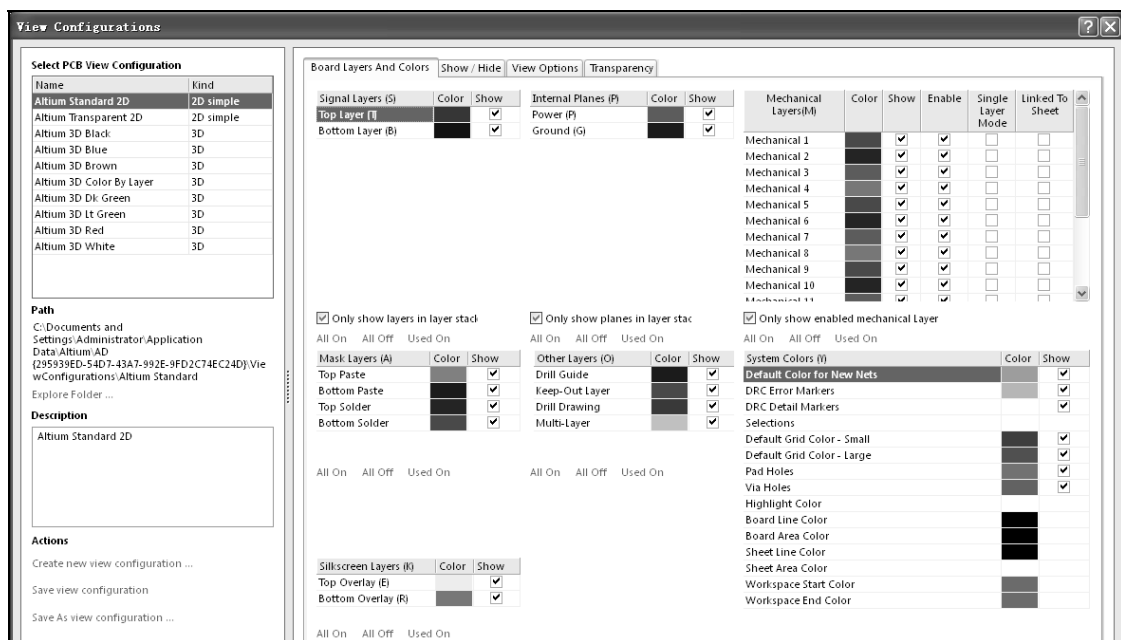 View Configurations
Select PCB View Configuration
Name Kind
Altium Standard 2D 2D simple
Altium Transparent 2D 2D simple
Altium 3D Black 3D
Altium 3D Blue 3D
Altium 3D Brown 3D
Altium 3D Color By Layer 3D
Altium 3D Dk Green 3D
Altium 3D Lt Green 3D
Altium 3D Red 3D
Altium 3D White 3D
Path
C:\Documents and
Settings\Administrator\Application
Data\Altium\AD
{295939ED-54D7-43A7-992E-9FD2C74EC24D}\Vie
wConfigurations\Altium Standard
Explore Folder ...
Description
Altium Standard 2D
Actions
Create new view configuration ...
Save view configuration
Save As view configuration ...
Board Layers And Colors Show / Hide View Options Transparency
Signal Layers (S) Color Show
Top Layer (T)
Bottom Layer (B)
Only show layers in layer stack
All On All Off Used On
Internal Planes (P) Color Show
Power (P)
Ground (G)
Only show planes in layer stac
All On All Off Used On
Mechanical Layers(M) Color Show Enable Single Layer Mode Linked To Sheet
Mechanical 1
Mechanical 2
Mechanical 3
Mechanical 4
Mechanical 5
Mechanical 6
Mechanical 7
Mechanical 8
Mechanical 9
Mechanical 10
Mechanical 11
Only show enabled mechanical Layer
All On All Off Used On
Mask Layers (A) Color Show
Top Paste
Bottom Paste
Top Solder
Bottom Solder
All On All Off Used On
Other Layers (O) Color Show
Drill Guide
Keep-Out Layer
Drill Drawing
Multi-Layer
All On All Off Used On
System Colors (Y) Color Show
Default Color for New Nets
DRC Error Markers
DRC Detail Markers
Selections
Default Grid Color - Small
Default Grid Color - Large
Pad Holes
Via Holes
Highlight Color
Board Line Color
Board Area Color
Sheet Line Color
Sheet Area Color
Workspace Start Color
Workspace End Color
Silkscreen Layers (K) Color Show
Top Overlay (E)
Bottom Overlay (R)
All On All Off Used On